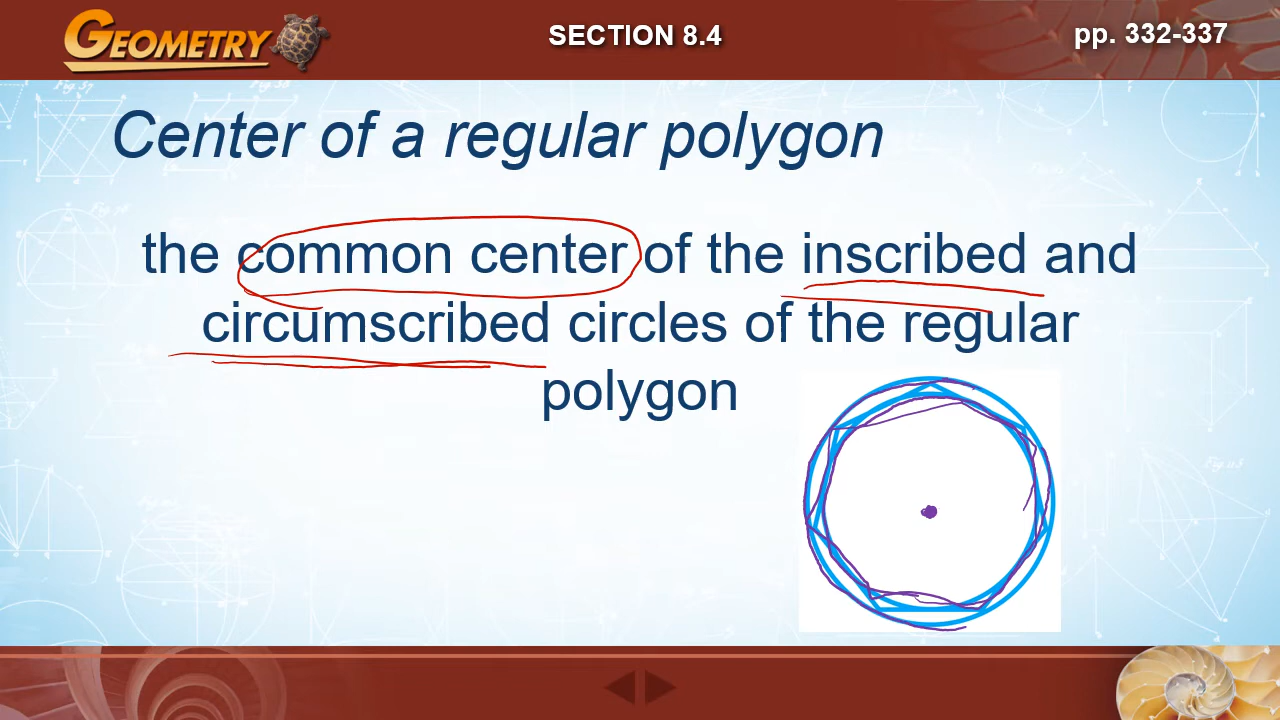 GEOMETRY
SECTION 8.4
pp. 332-337
Center of a regular polygon
the common center of the inscribed and
circumscribed circles of the regular
polygon